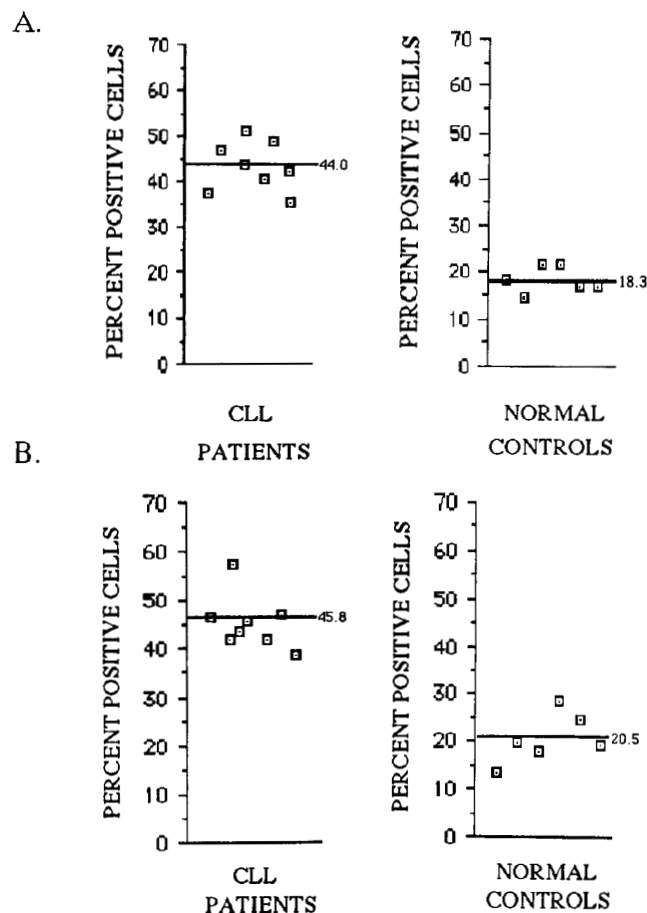 A.
PERCENT POSITIVE CELLS
70
60
50
40
30
20
10
0
44.0
CLL
PATIENTS
PERCENT POSITIVE CELLS
70
60
50
40
30
20
10
0
18.3
NORMAL
CONTROLS
B.
PERCENT POSITIVE CELLS
70
60
50
40
30
20
10
0
45.8
CLL
PATIENTS
PERCENT POSITIVE CELLS
70
60
50
40
30
20
10
0
20.5
NORMAL
CONTROLS